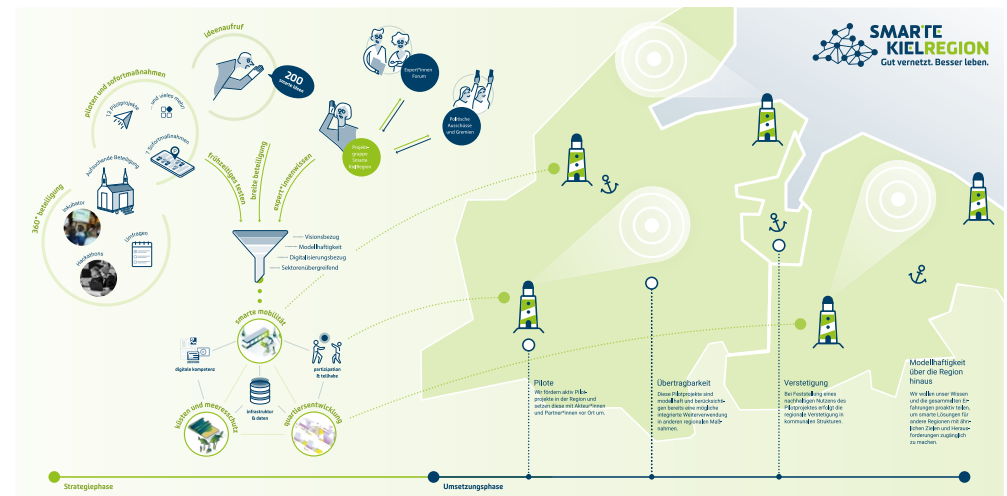 SMARTE
KIELREGION
Gut vernetzt. Besser leben.
Ideenaufruf
200
smarte Ideen
Expert*innen
Forum
Politische
Ausschüsse
und Gremien
Projekt-
gruppe
Smarte
KielRegion
piloten und sofortmaßnahmen
13 Pilotprojekte
und vieles mehr!
7 Sofortmaßnahmen
360° beteiligung
Aufsuchende Beteiligung
Inkubator
Umfragen
Hackathons
frühzeitiges testen
breite beteiligung
expert*innenwissen
Visionsbezug
Modellhaftigkeit
Digitalisierungsbezug
Sektorenübergreifend
smarte mobilität
digitale kompetenz
partizipation
& teilhabe
infrastruktur
& daten
küsten und meeresschutz
quartiersentwicklung
Pilote
Wir fördern aktiv Pilot-
projekte in der Region und
setzen diese mit Akteur*innen
und Partner*innen vor Ort um.
Übertragbarkeit
Diese Pilotprojekte sind
modellhaft und berücksichti-
gen bereits eine mögliche
integrierte Weiterverwendung
in anderen regionalen Maß-
nahmen.
Verstetigung
Bei Feststellung eines
nachhaltigen Nutzens des
Pilotprojektes erfolgt die
regionale Verstetigung in
kommunalen Strukturen.
Modellhaftigkeit
über die Region
hinaus
Wir wollen unser Wissen
und die gesammelten Er-
fahrungen proaktiv teilen,
um smarte Lösungen für
andere Regionen mit ähn-
lichen Zielen und Heraus-
forderungen zugänglich
zu machen.
Strategiephase
Umsetzungsphase